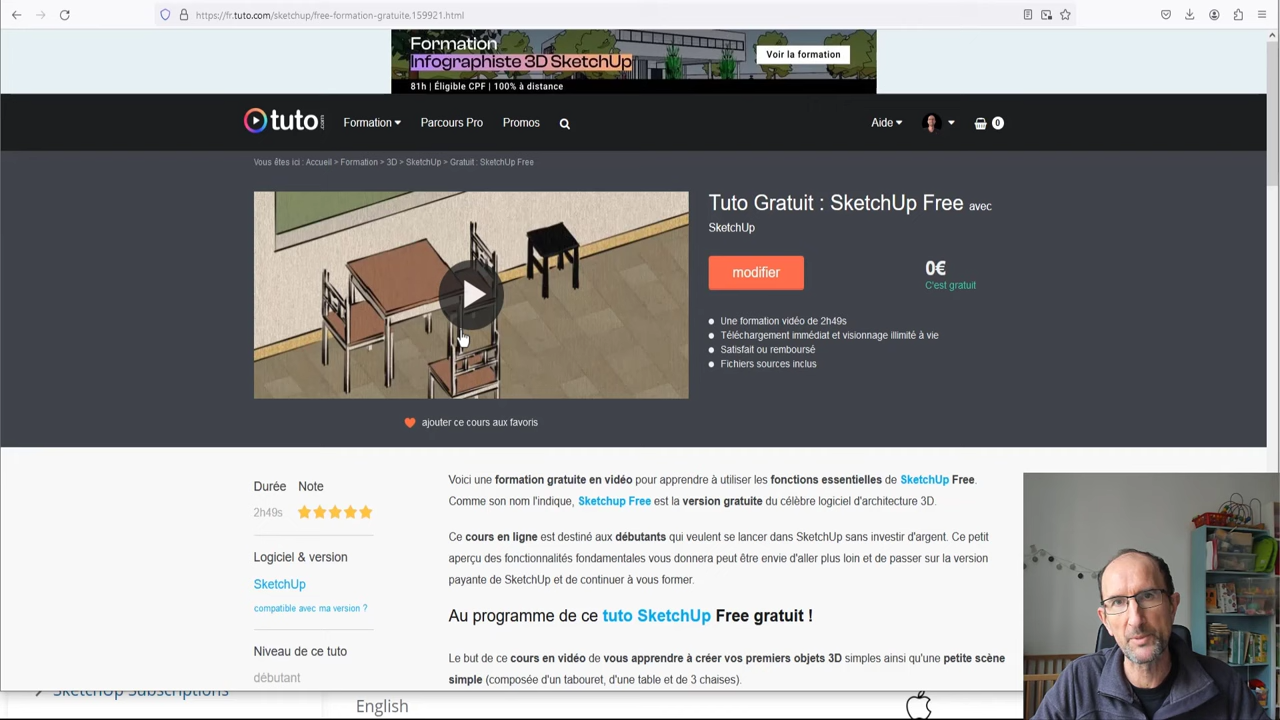 https://fr.tuto.com/sketchup/free-formation-gratuite,159921.html
Formation
Infographiste 3D SketchUp
Voir la formation
81h | Éligible CPF | 100% à distance
tuto.com
Formation
Parcours Pro
Promos
Aide
0
Vous êtes ici : Accueil > Formation > 3D > SketchUp > Gratuit : SketchUp Free
Tuto Gratuit : SketchUp Free avec
SketchUp
modifier
0€
C'est gratuit
Une formation vidéo de 2h49s
Téléchargement immédiat et visionnage illimité à vie
Satisfait ou remboursé
Fichiers sources inclus
ajouter ce cours aux favoris
Durée Note
2h49s
Logiciel & version
SketchUp
compatible avec ma version ?
Niveau de ce tuto
débutant
Voici une formation gratuite en vidéo pour apprendre à utiliser les fonctions essentielles de SketchUp Free.
Comme son nom l'indique, Sketchup Free est la version gratuite du célèbre logiciel d'architecture 3D.
Ce cours en ligne est destiné aux débutants qui veulent se lancer dans SketchUp sans investir d'argent. Ce petit
aperçu des fonctionnalités fondamentales vous donnera peut être envie d'aller plus loin et de passer sur la version
payante de SketchUp et de continuer à vous former.
Au programme de ce tuto SketchUp Free gratuit !
Le but de ce cours en vidéo de vous apprendre à créer vos premiers objets 3D simples ainsi qu'une petite scène
simple (composée d'un tabouret, d'une table et de 3 chaises).
SketchUp Subscriptions
English